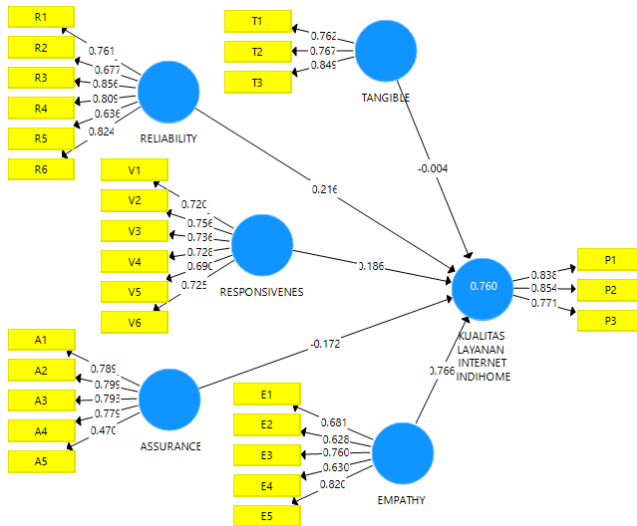 R1
R2
R3
R4
R5
R6
0.761
0.677
0.856
0.809
0.636
0.824
RELIABILITY
T1
T2
T3
0.762
0.767
0.849
TANGIBLE
-0.004
0.216
V1
V2
V3
V4
V5
V6
0.720
0.756
0.736
0.728
0.690
0.725
RESPONSIVENES
0.186
0.760
KUALITAS
LAYANAN
INTERNET
INDIHOME
0.838
0.854
0.771
P1
P2
P3
A1
A2
A3
A4
A5
0.789
0.799
0.793
0.779
0.470
ASSURANCE
-0.172
0.766
E1
E2
E3
E4
E5
0.681
0.628
0.760
0.630
0.820
EMPATHY